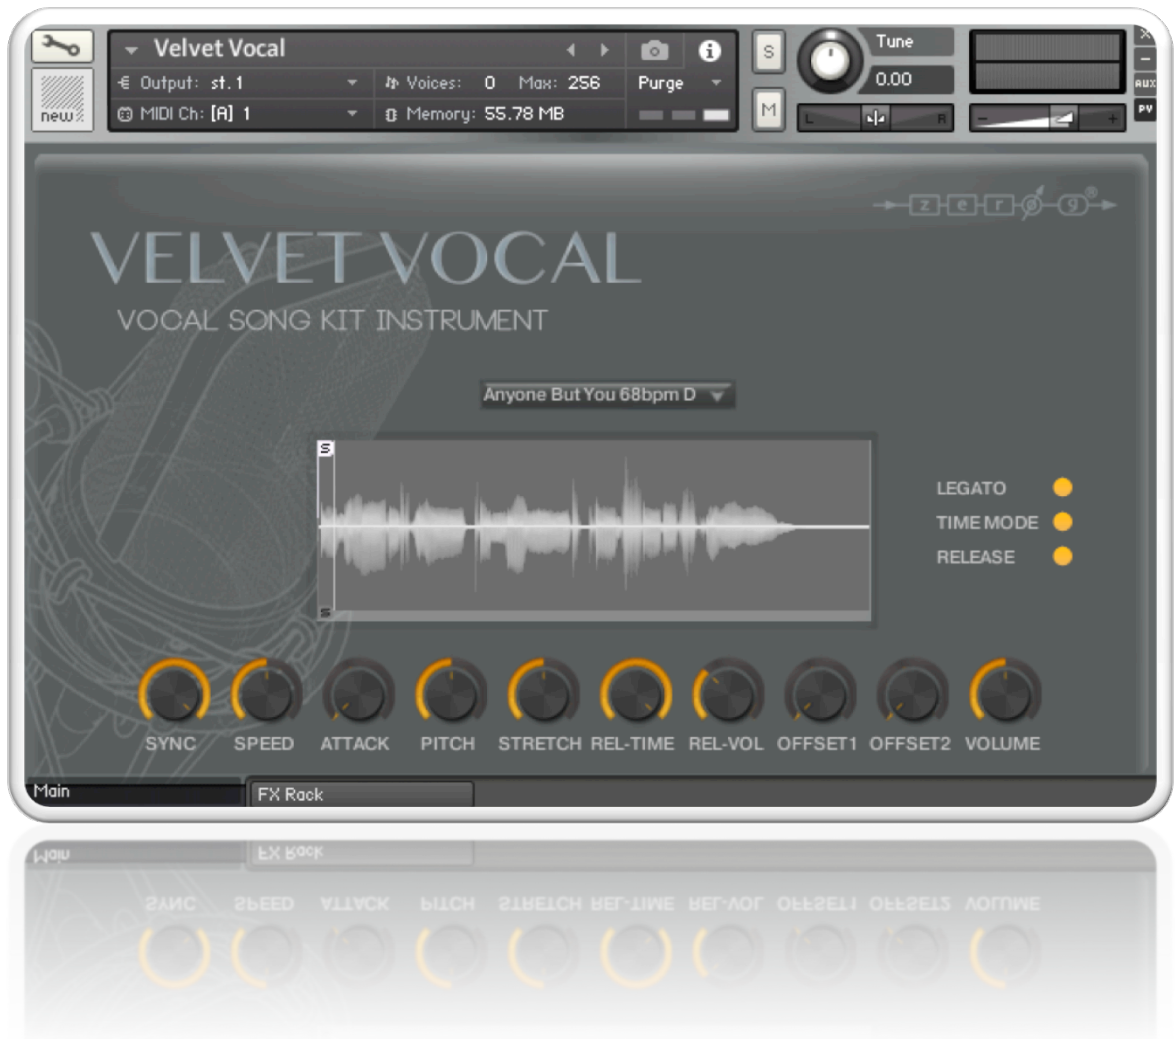 Velvet Vocal
Output: st.1
Voices: 0 Max: 256
Purge
MIDI Ch: [A] 1
Memory: 55.78 MB
new
S
M
Tune
0.00
L R
- +
X
-
AUX
PV
zerøg®
VELVET VOCAL
VOCAL SONG KIT INSTRUMENT
Anyone But You 68bpm D
S
S
LEGATO
TIME MODE
RELEASE
SYNC SPEED ATTACK PITCH STRETCH REL-TIME REL-VOL OFFSET1 OFFSET2 VOLUME
Main
FX Rack